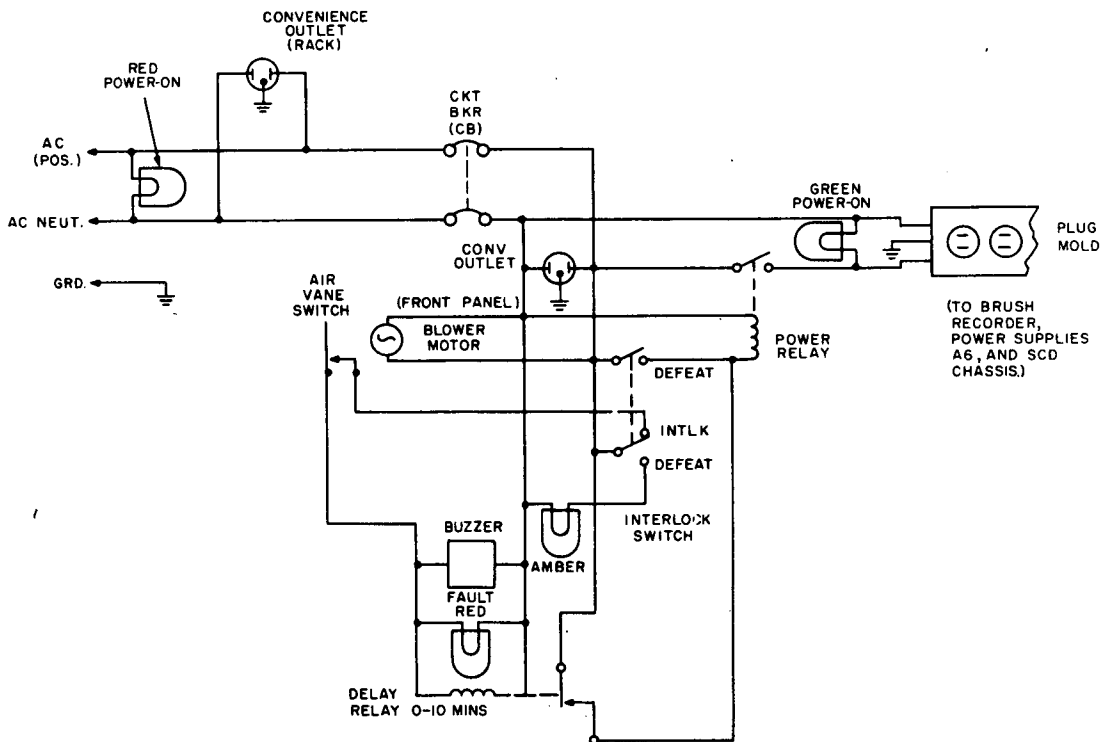 CONVENIENCE
OUTLET
(RACK)
RED
POWER-ON
CKT
BKR
(CB)
AC
(POS.)
GREEN
POWER-ON
AC NEUT.
PLUG
MOLD
CONV
OUTLET
GRD.
AIR
VANE
SWITCH
(FRONT PANEL)
BLOWER
MOTOR
POWER
RELAY
(TO BRUSH
RECORDER,
POWER SUPPLIES
A6, AND SCD
CHASSIS.)
DEFEAT
INTLK
DEFEAT
INTERLOCK
SWITCH
BUZZER
AMBER
FAULT
RED
DELAY
RELAY 0-10 MINS